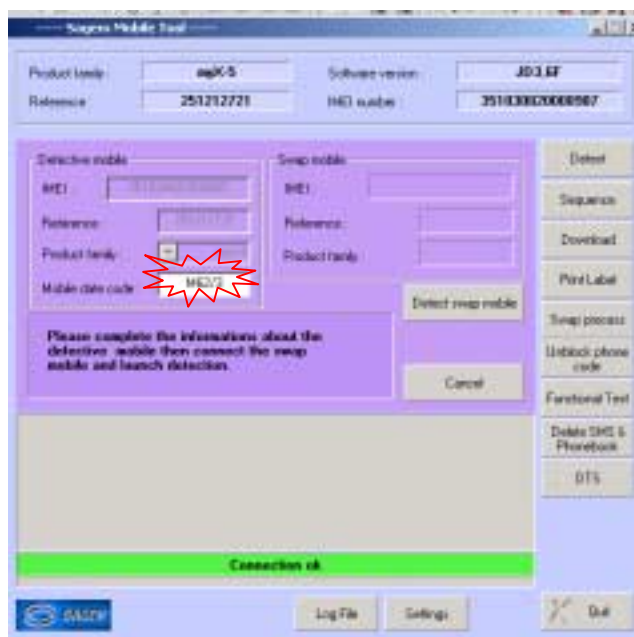 Sagem Mobile Tool
Product family : myX-5 Software version : JD3,6F
Reference : 251212721 IMEI number :
Defective mobile
IMEI :
Reference :
Product family :
Mobile date code
Swap mobile
IMEI :
Reference :
Product family
Detect swap mobile
Please complete the informations about the
defective mobile then connect the swap
mobile and launch detection.
Cancel
Detect
Sequence
Download
Print Label
Swap process
Unblock phone
code
Functional Test
Delete SMS &
Phonebook
DTS
Connection ok
SAGEM
Log File
Settings
Quit